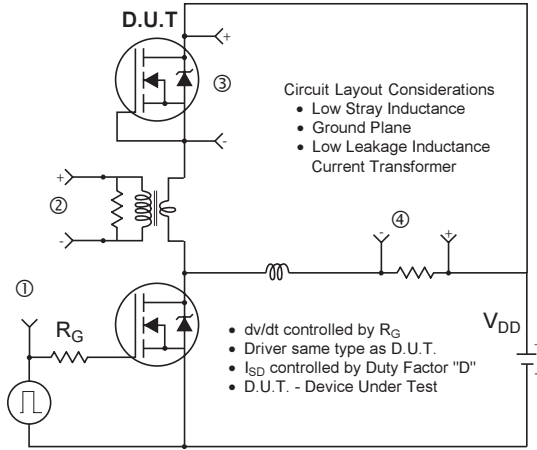 D.U.T
+
③
-
Circuit Layout Considerations
• Low Stray Inductance
• Ground Plane
• Low Leakage Inductance
Current Transformer
+
②
-
④
-
+
①
R_G
V_DD
+
-
• dv/dt controlled by R_G
• Driver same type as D.U.T.
• I_SD controlled by Duty Factor "D"
• D.U.T. - Device Under Test